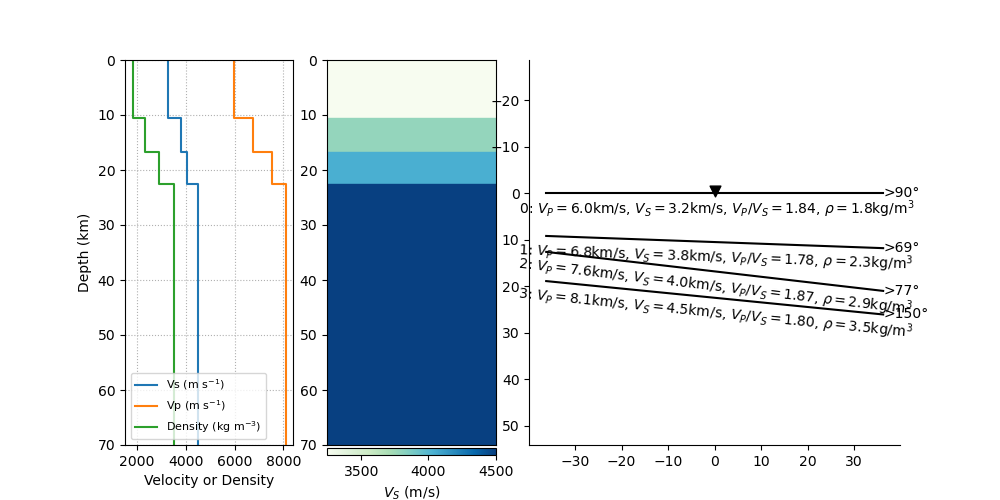 0
10
20
30
40
50
60
70
Depth (km)
2000 4000 6000 8000
Velocity or Density
Vs (m s⁻¹)
Vp (m s⁻¹)
Density (kg m⁻³)
0
10
20
30
40
50
60
70
3500 4000 4500
V_S (m/s)
−20
−10
0
10
20
30
40
50
−30 −20 −10 0 10 20 30
>90°
0: V_P = 6.0km/s, V_S = 3.2km/s, V_P/V_S = 1.84, ρ = 1.8kg/m³
>69°
1: V_P = 6.8km/s, V_S = 3.8km/s, V_P/V_S = 1.78, ρ = 2.3kg/m³
>77°
2: V_P = 7.6km/s, V_S = 4.0km/s, V_P/V_S = 1.87, ρ = 2.9kg/m³
>150°
3: V_P = 8.1km/s, V_S = 4.5km/s, V_P/V_S = 1.80, ρ = 3.5kg/m³